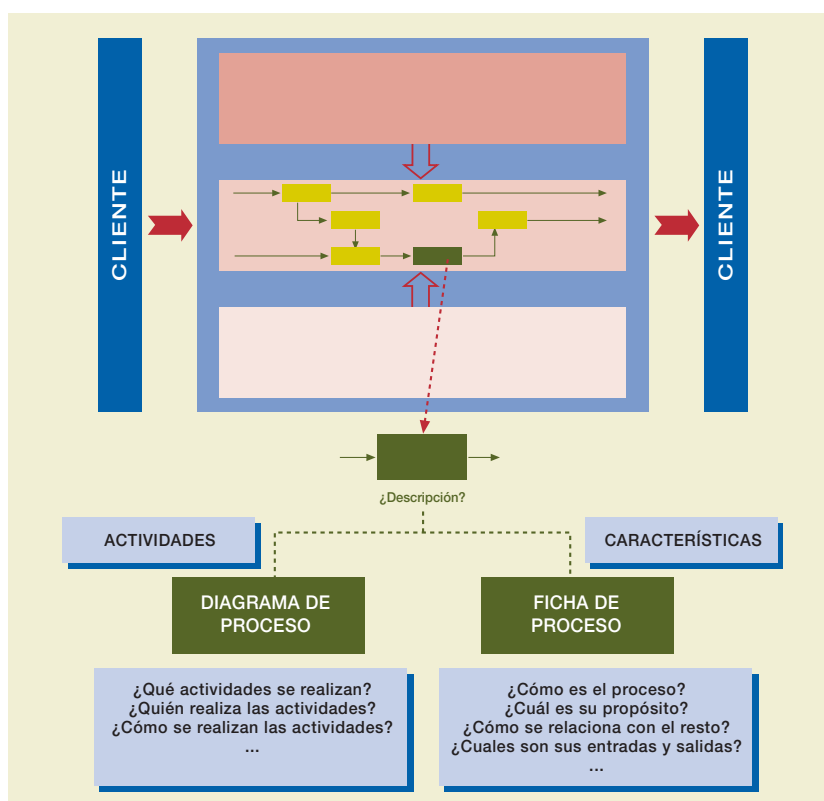 CLIENTE
CLIENTE
¿Descripción?
ACTIVIDADES
CARACTERÍSTICAS
DIAGRAMA DE
PROCESO
FICHA DE
PROCESO
¿Qué actividades se realizan?
¿Quién realiza las actividades?
¿Cómo se realizan las actividades?
...
¿Cómo es el proceso?
¿Cuál es su propósito?
¿Cómo se relaciona con el resto?
¿Cuales son sus entradas y salidas?
...